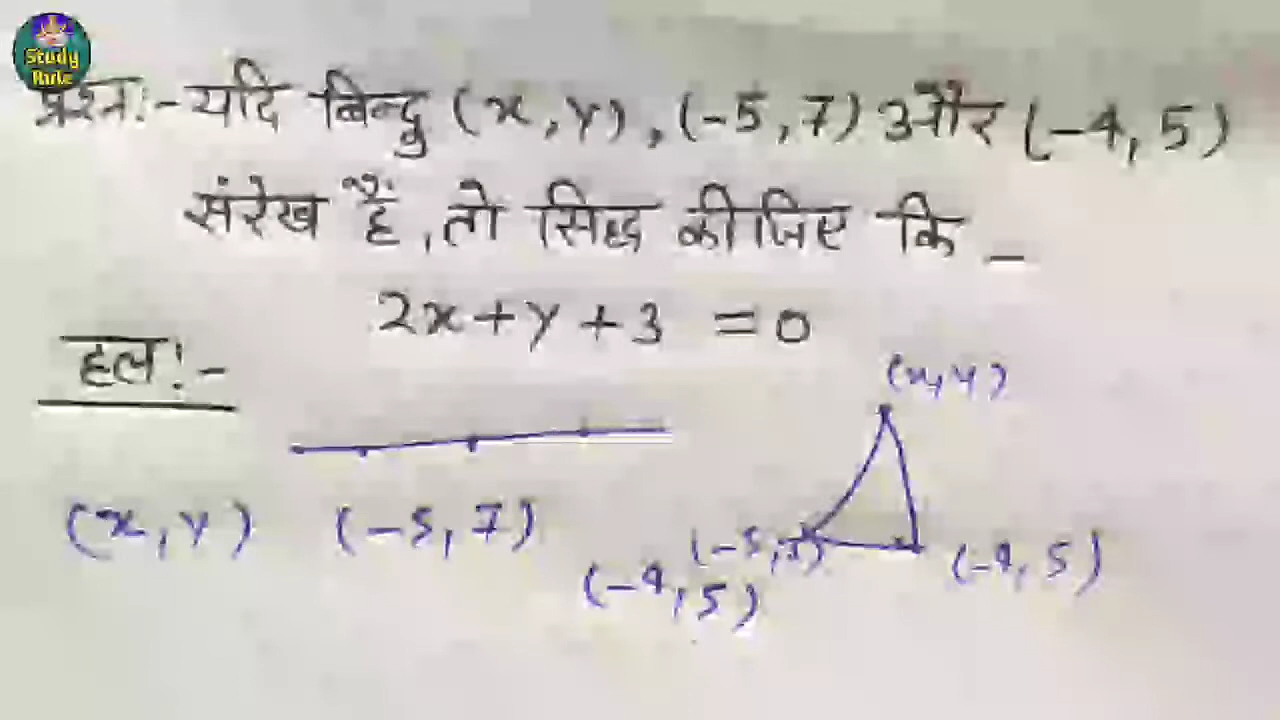 Study
Rule
प्रश्न:- यदि बिन्दु (x, y), (-5, 7) और (-4, 5)
संरेख हैं, तो सिद्ध कीजिए कि _
2x + y + 3 = 0
हल:-
(x, y)
(x, y) (-5, 7)
(-5, 7) (-4, 5)
(-4, 5)